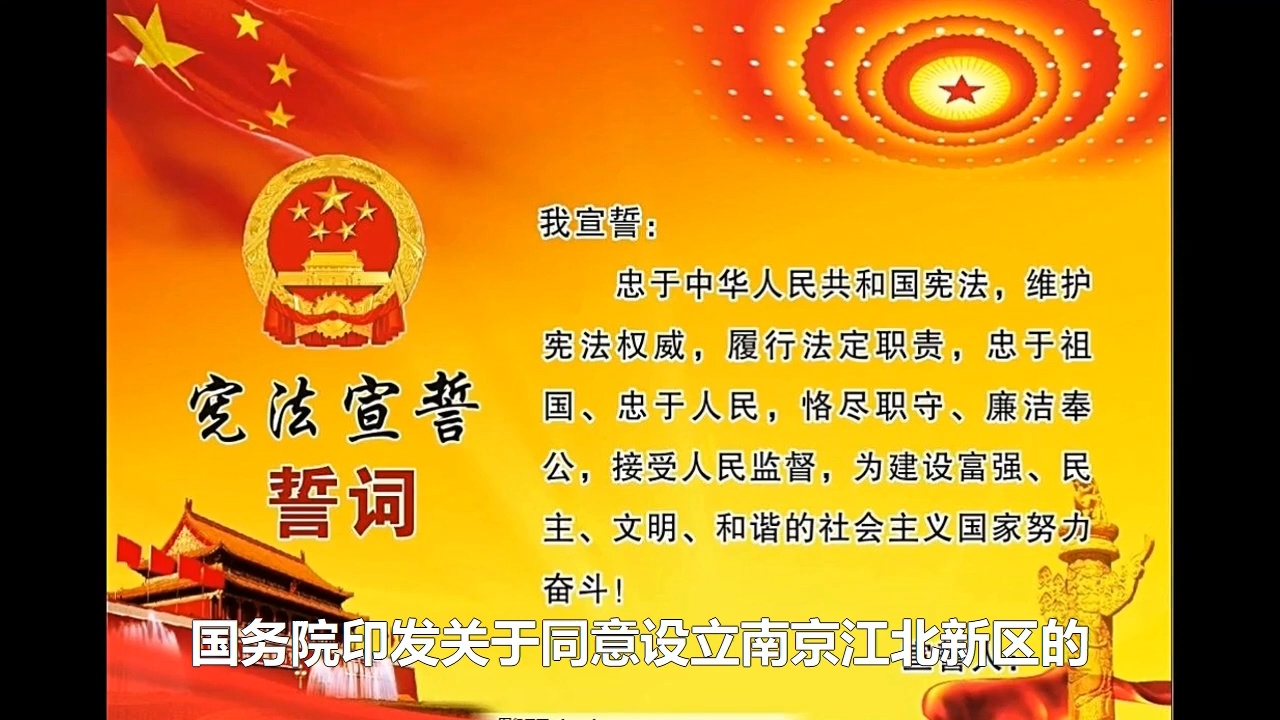 宪法宣誓
誓词
我宣誓：
忠于中华人民共和国宪法，维护
宪法权威，履行法定职责，忠于祖
国、忠于人民，恪尽职守、廉洁奉
公，接受人民监督，为建设富强、民
主、文明、和谐的社会主义国家努力
奋斗！
国务院印发关于同意设立南京江北新区的